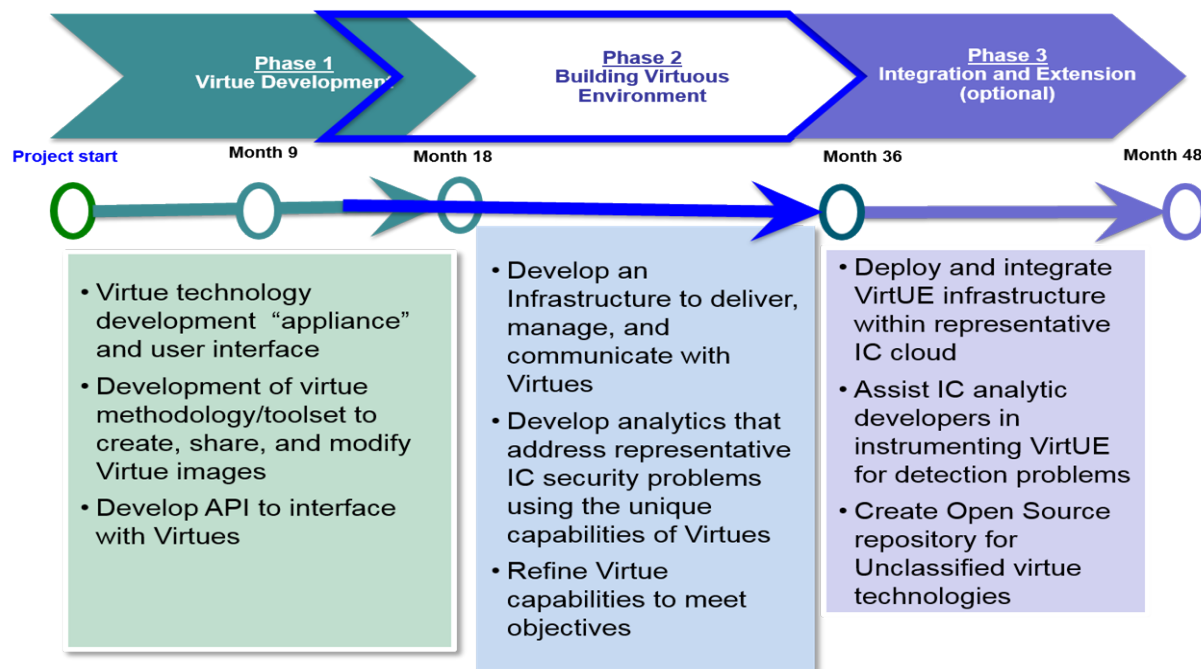 Phase 1
Virtue Development
Phase 2
Building Virtuous
Environment
Phase 3
Integration and Extension
(optional)
Project start
Month 9
Month 18
Month 36
Month 48
• Virtue technology
development “appliance”
and user interface
• Development of virtue
methodology/toolset to
create, share, and modify
Virtue images
• Develop API to interface
with Virtues
• Develop an
Infrastructure to deliver,
manage, and
communicate with
Virtues
• Develop analytics that
address representative
IC security problems
using the unique
capabilities of Virtues
• Refine Virtue
capabilities to meet
objectives
• Deploy and integrate
VirtUE infrastructure
within representative
IC cloud
• Assist IC analytic
developers in
instrumenting VirtUE
for detection problems
• Create Open Source
repository for
Unclassified virtue
technologies